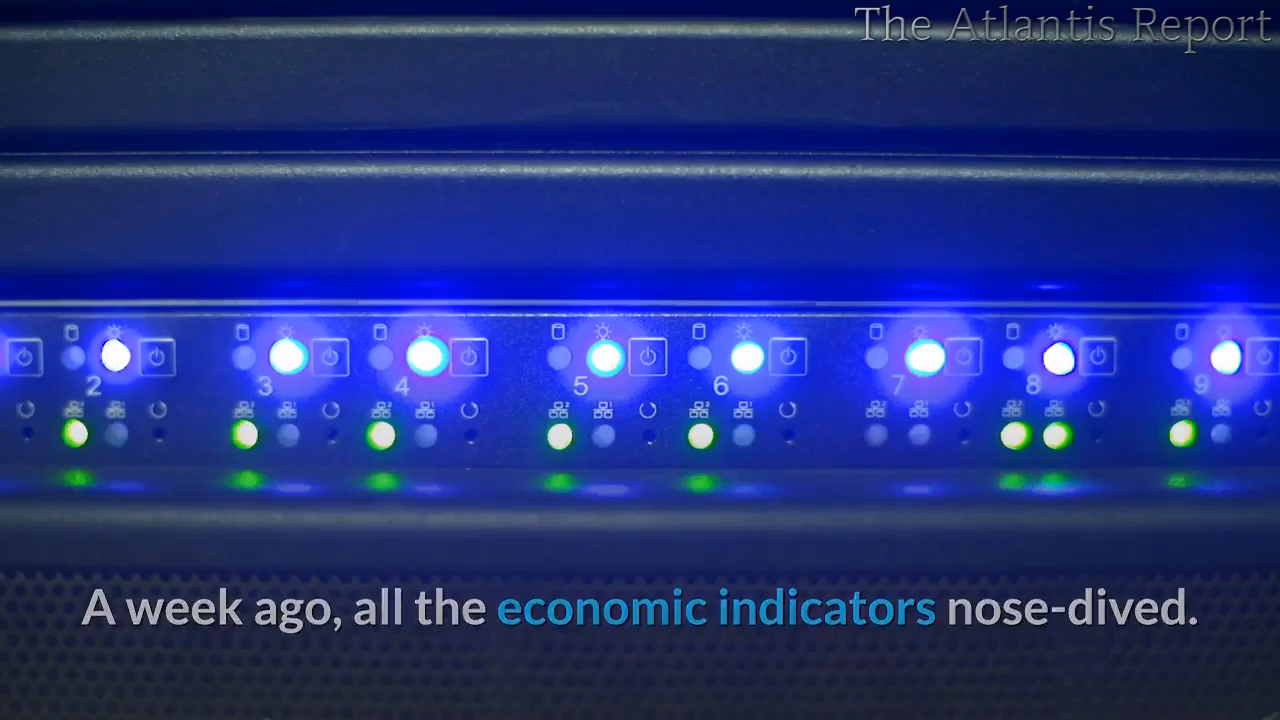 The Atlantis Report
2 3 4 5 6 7 8 9
A week ago, all the economic indicators nose-dived.